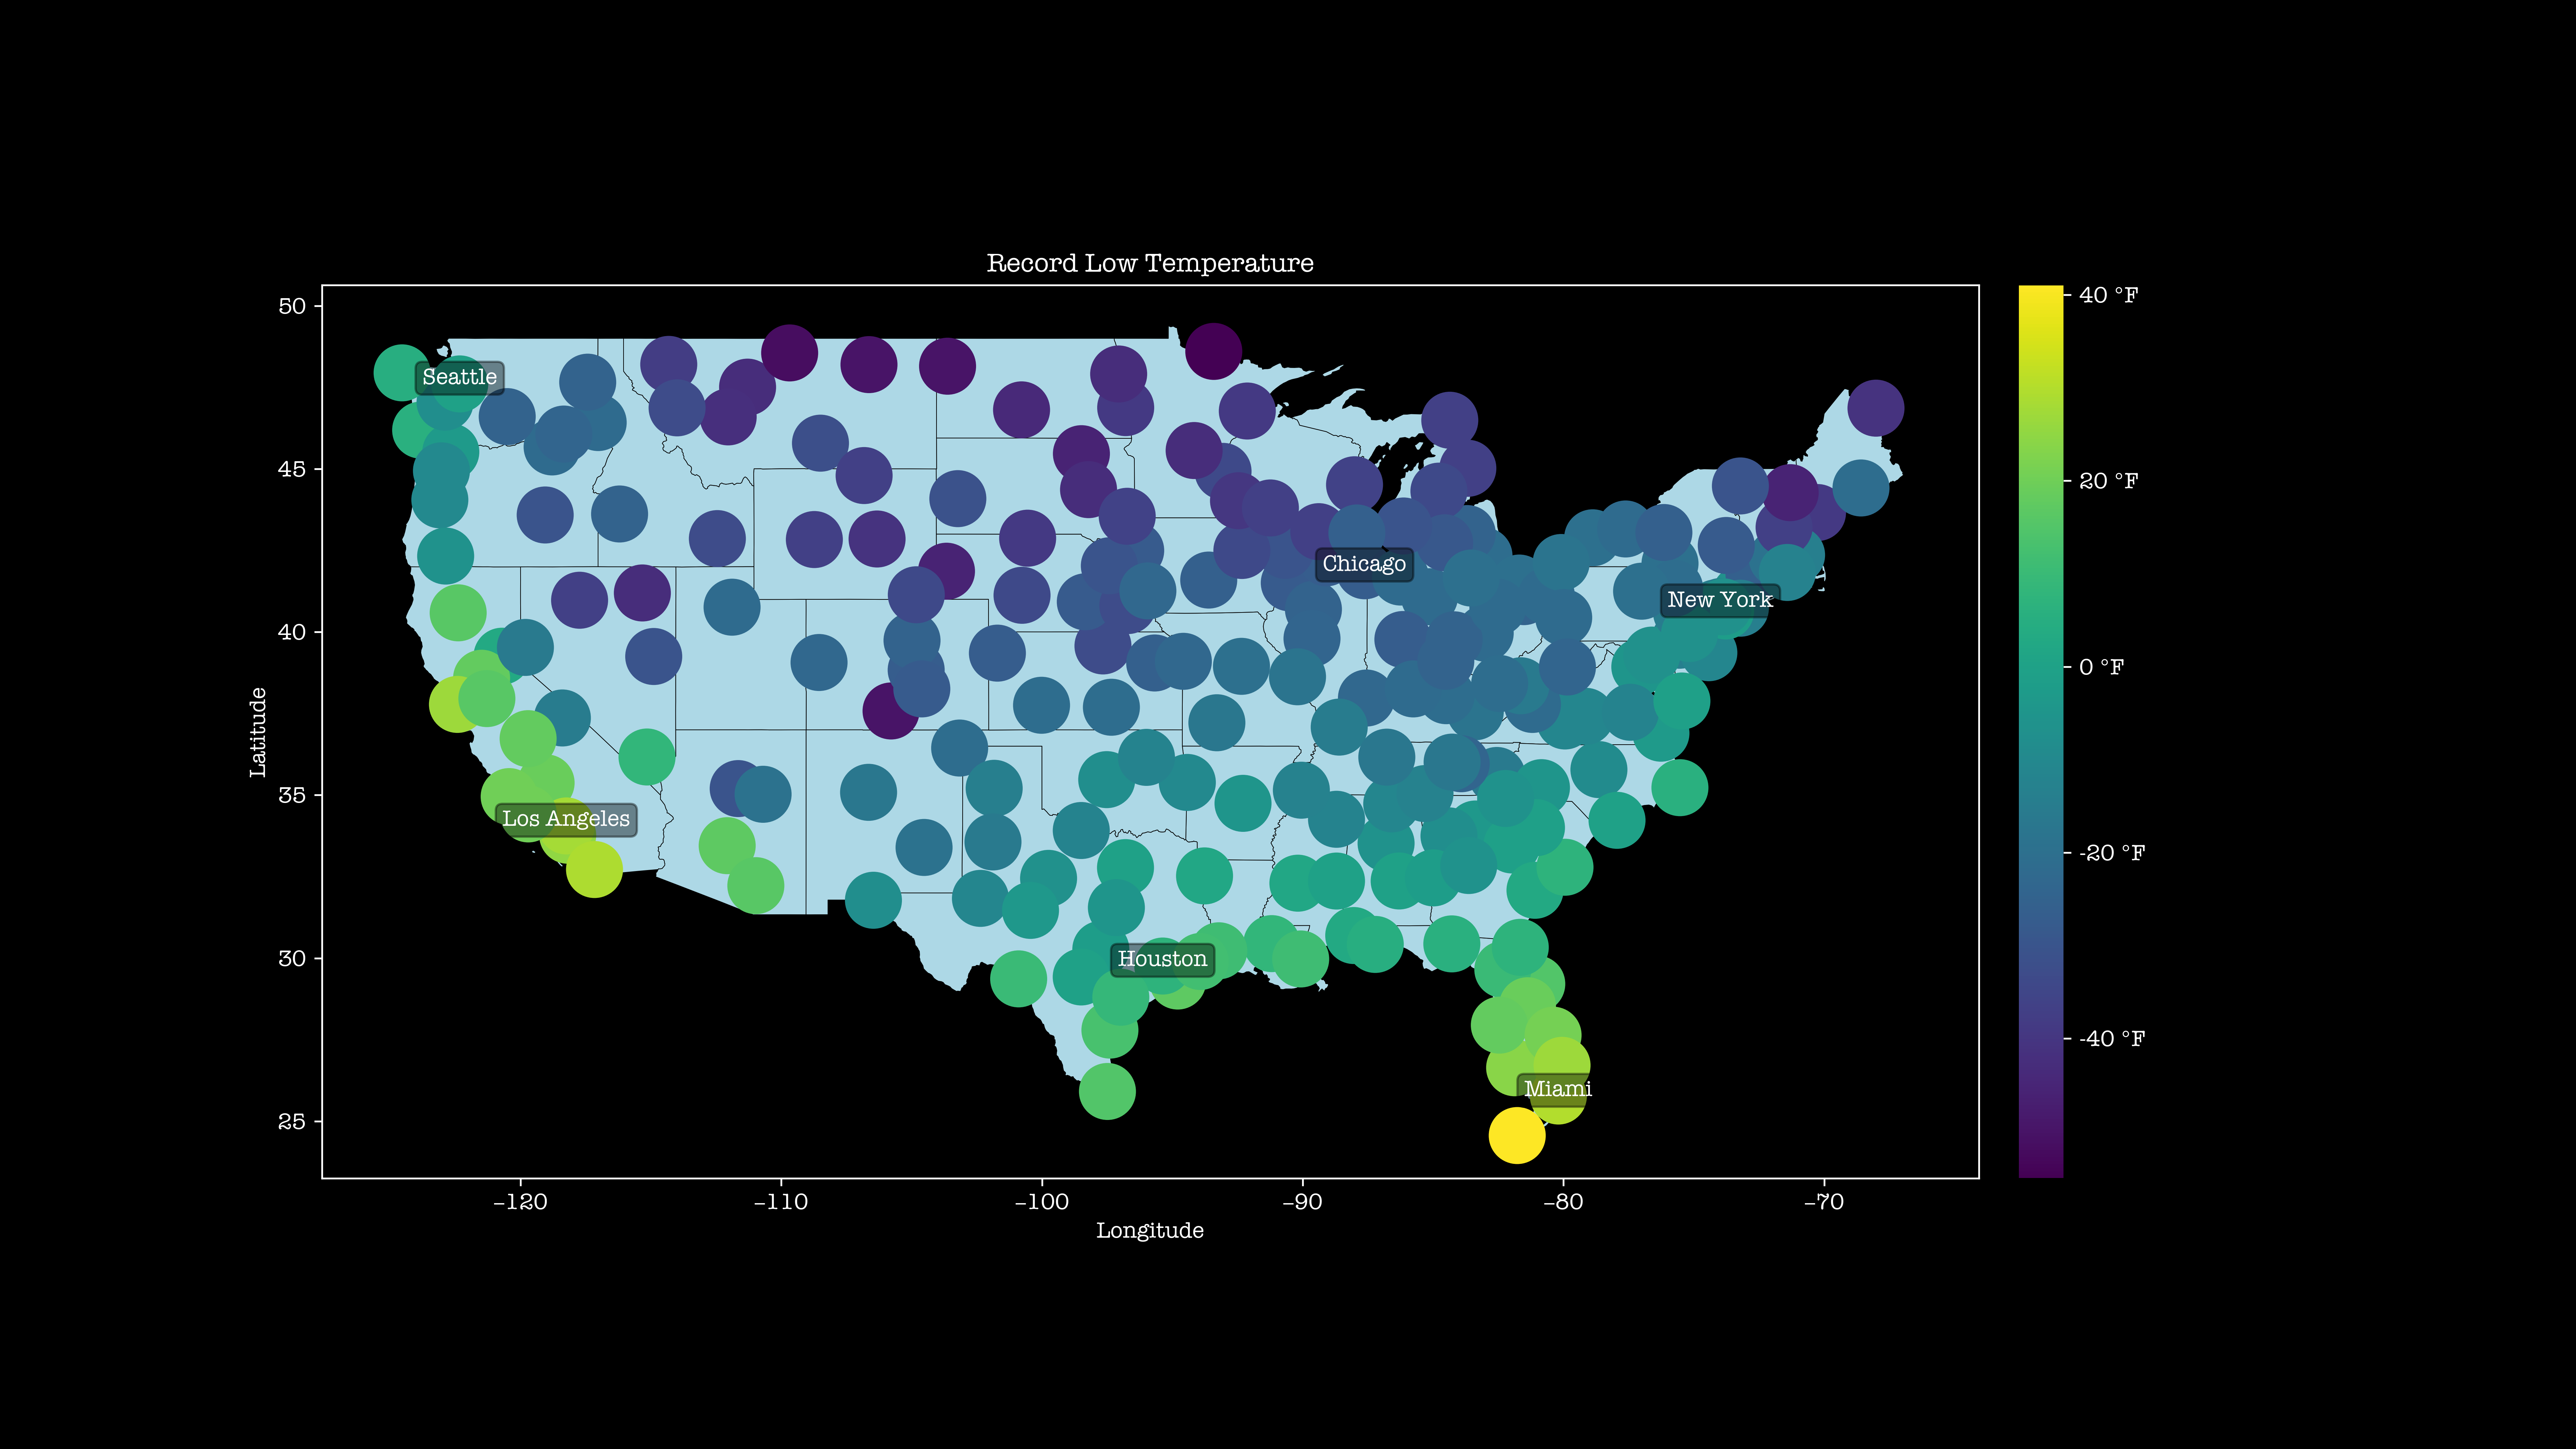 Record Low Temperature
50
45
40
35
30
25
Latitude
Seattle
Chicago
New York
Los Angeles
Houston
Miami
–120
–110
–100
–90
–80
–70
Longitude
40 °F
20 °F
0 °F
-20 °F
-40 °F